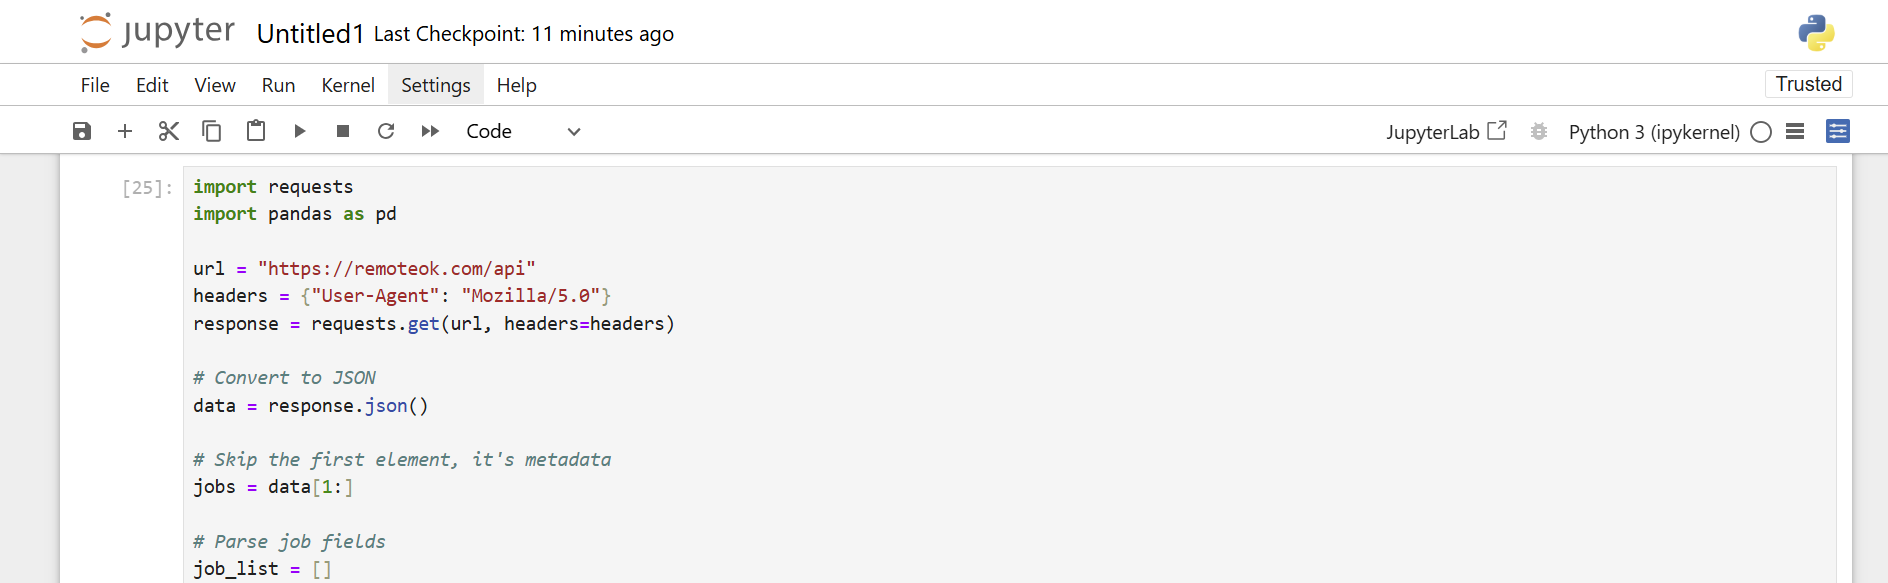 jupyter Untitled1 Last Checkpoint: 11 minutes ago
File Edit View Run Kernel Settings Help Trusted
Code JupyterLab Python 3 (ipykernel)
[25]: import requests
import pandas as pd
url = "https://remoteok.com/api"
headers = {"User-Agent": "Mozilla/5.0"}
response = requests.get(url, headers=headers)
# Convert to JSON
data = response.json()
# Skip the first element, it's metadata
jobs = data[1:]
# Parse job fields
job_list = []